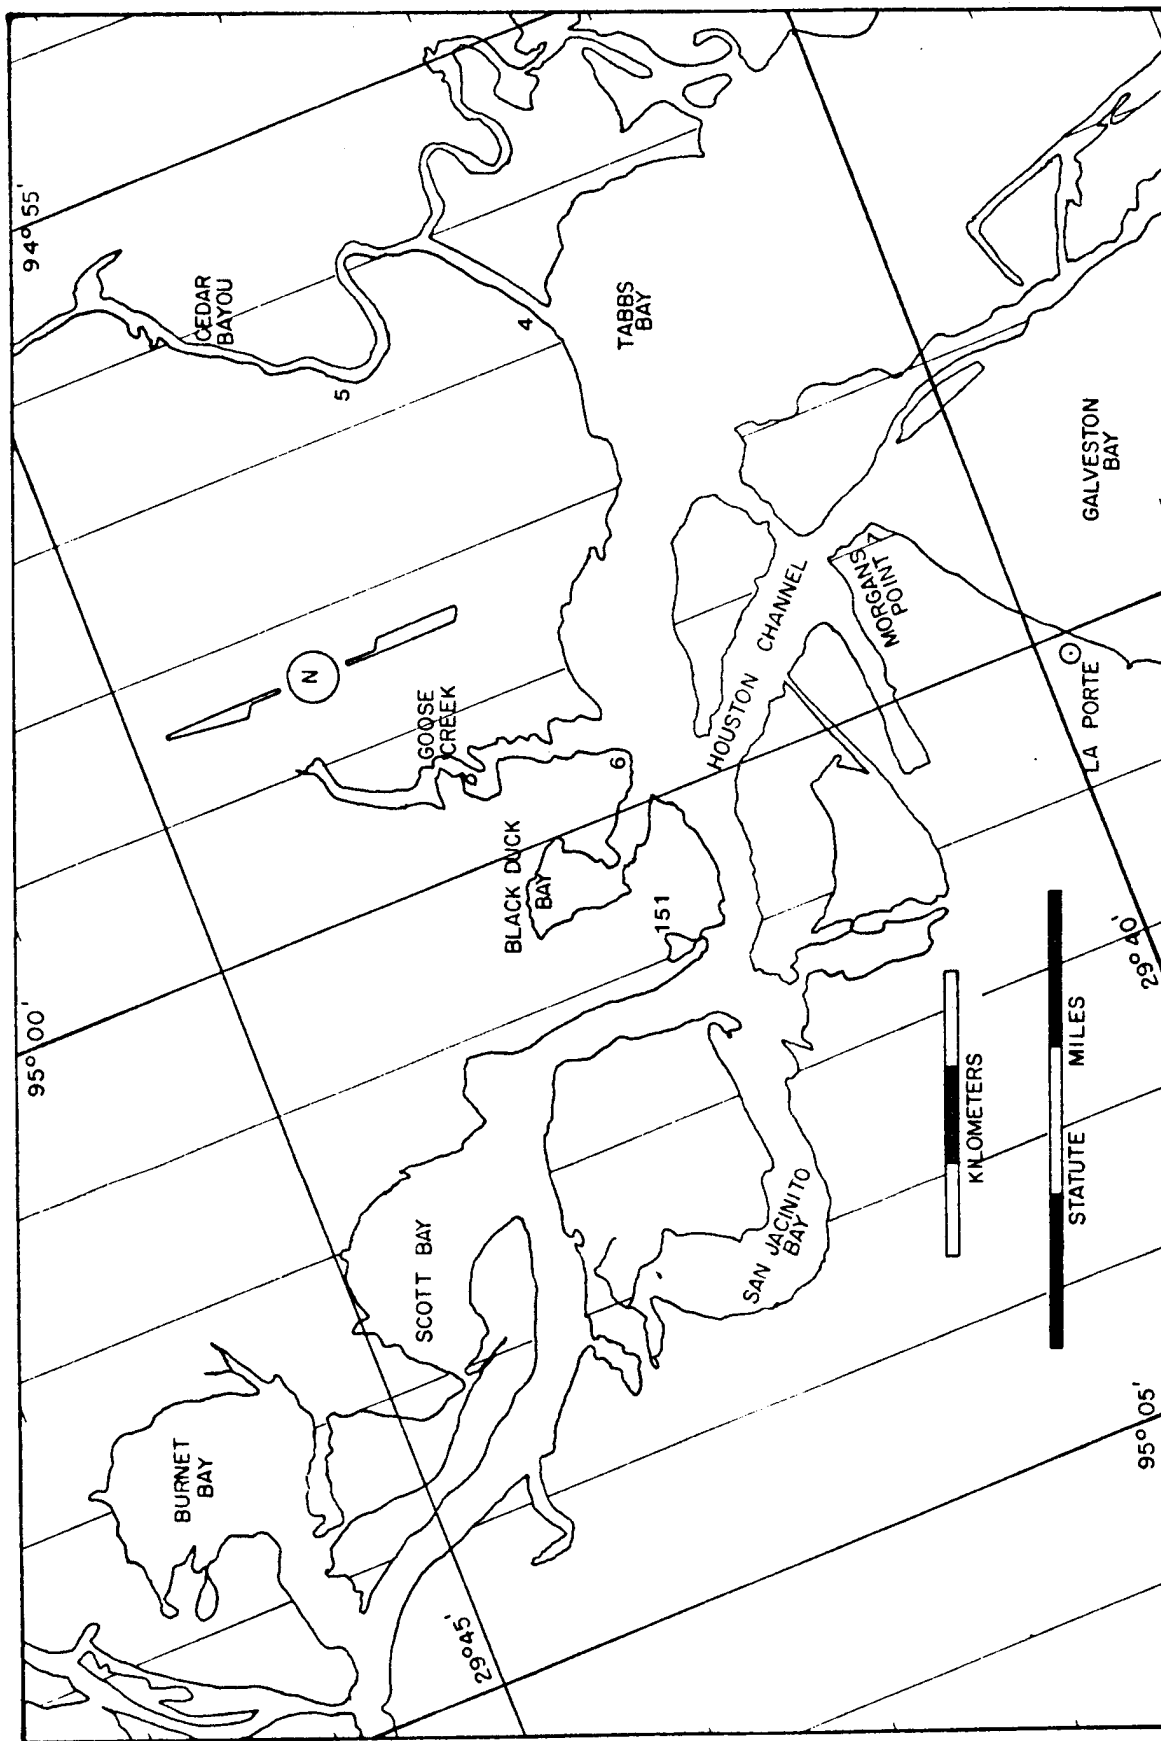 94° 55'
CEDAR
BAYOU
5
4
TABBS
BAY
95° 00'
N
GOOSE
CREEK
6
BLACK DUCK
BAY
151
HOUSTON CHANNEL
MORGANS
POINT 7
GALVESTON
BAY
LA PORTE
29° 40'
SCOTT BAY
BURNET
BAY
SAN JACINITO
BAY
KILOMETERS
STATUTE MILES
29° 45'
95° 05'